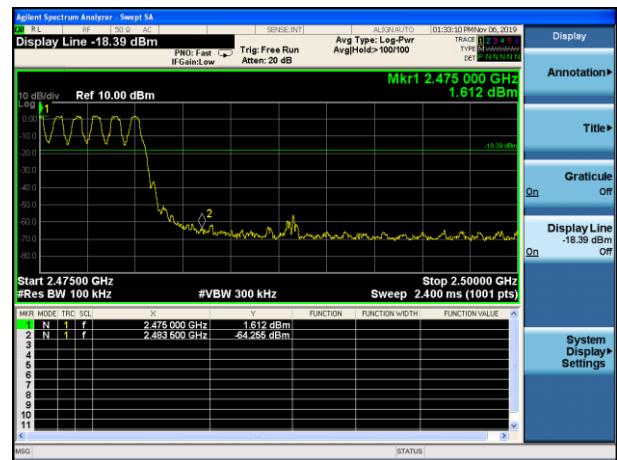 Agilent Spectrum Analyzer - Swept SA
RL RF 50 Ω AC SENSE:INT ALIGNAUTO 01:33:10 PM Nov 06, 2019
Display Line -18.39 dBm
PNO: Fast
IFGain:Low
Trig: Free Run
Atten: 20 dB
Avg Type: Log-Pwr
Avg|Hold:> 100/100
TRACE 1 2 3 4 5 6
TYPE M
DET P N N N N N
Mkr1 2.475 000 GHz
1.612 dBm
10 dB/div Ref 10.00 dBm
Log
1
0.00
-10.0
-18.39 dBm
-20.0
-30.0
-40.0
-50.0
2
-60.0
-70.0
-80.0
Start 2.47500 GHz Stop 2.50000 GHz
#Res BW 100 kHz #VBW 300 kHz Sweep 2.400 ms (1001 pts)
MKR MODE TRC SCL X Y FUNCTION FUNCTION WIDTH FUNCTION VALUE
1 N 1 f 2.475 000 GHz 1.612 dBm
2 N 1 f 2.483 500 GHz -64.255 dBm
3
4
5
6
7
8
9
10
11
MSG STATUS
Display
Annotation
Title
Graticule
On Off
Display Line
-18.39 dBm
On Off
System
Display
Settings